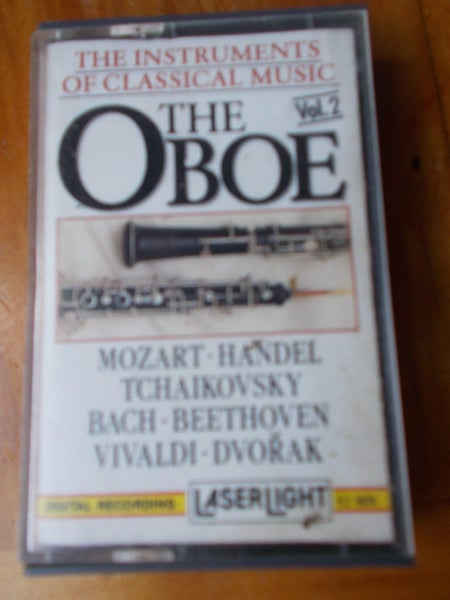 THE INSTRUMENTS
OF CLASSICAL MUSIC
THE Vol. 2
OBOE
MOZART · HANDEL
TCHAIKOVSKY
BACH · BEETHOVEN
VIVALDI · DVOŘAK
DIGITAL RECORDING LASERLIGHT